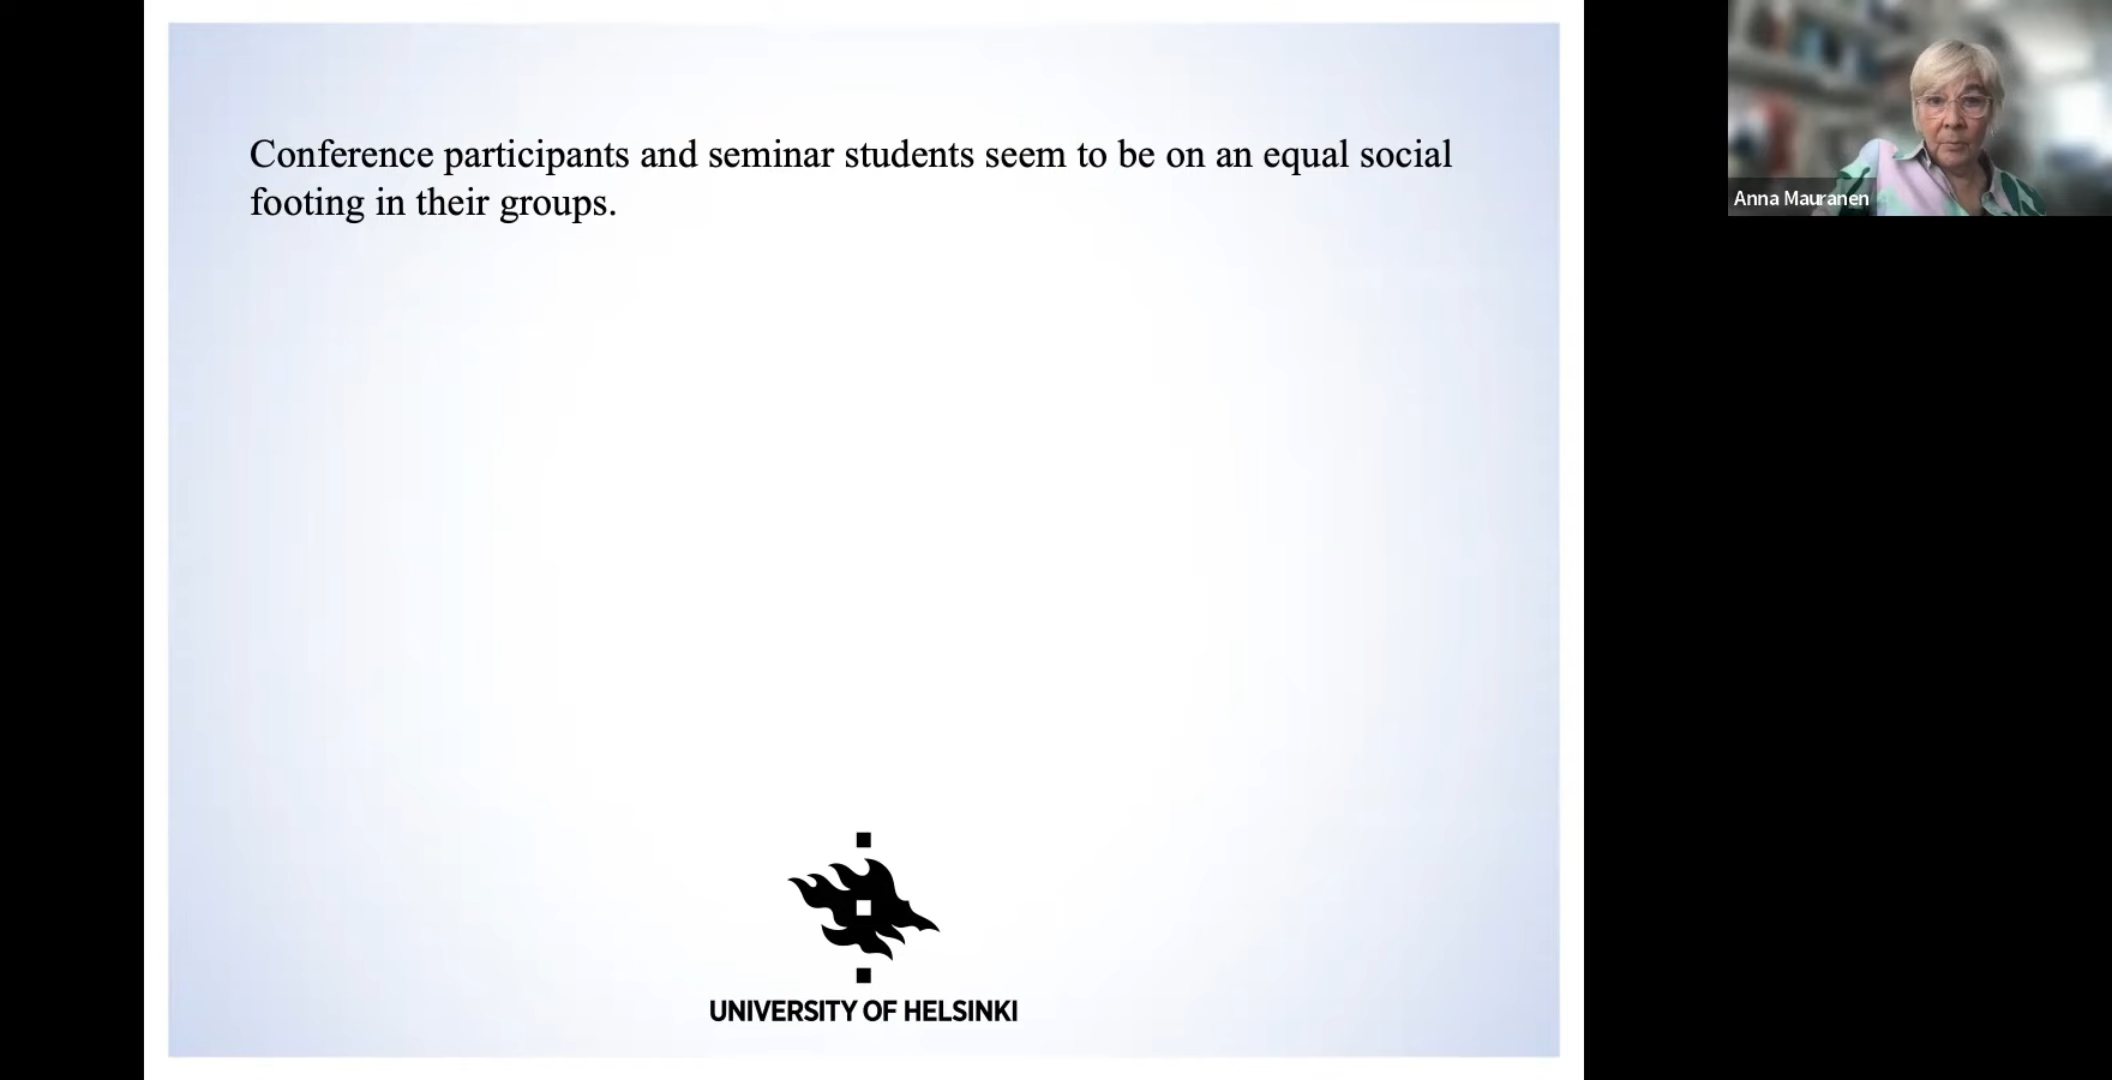 Conference participants and seminar students seem to be on an equal social
footing in their groups.
UNIVERSITY OF HELSINKI
Anna Mauranen